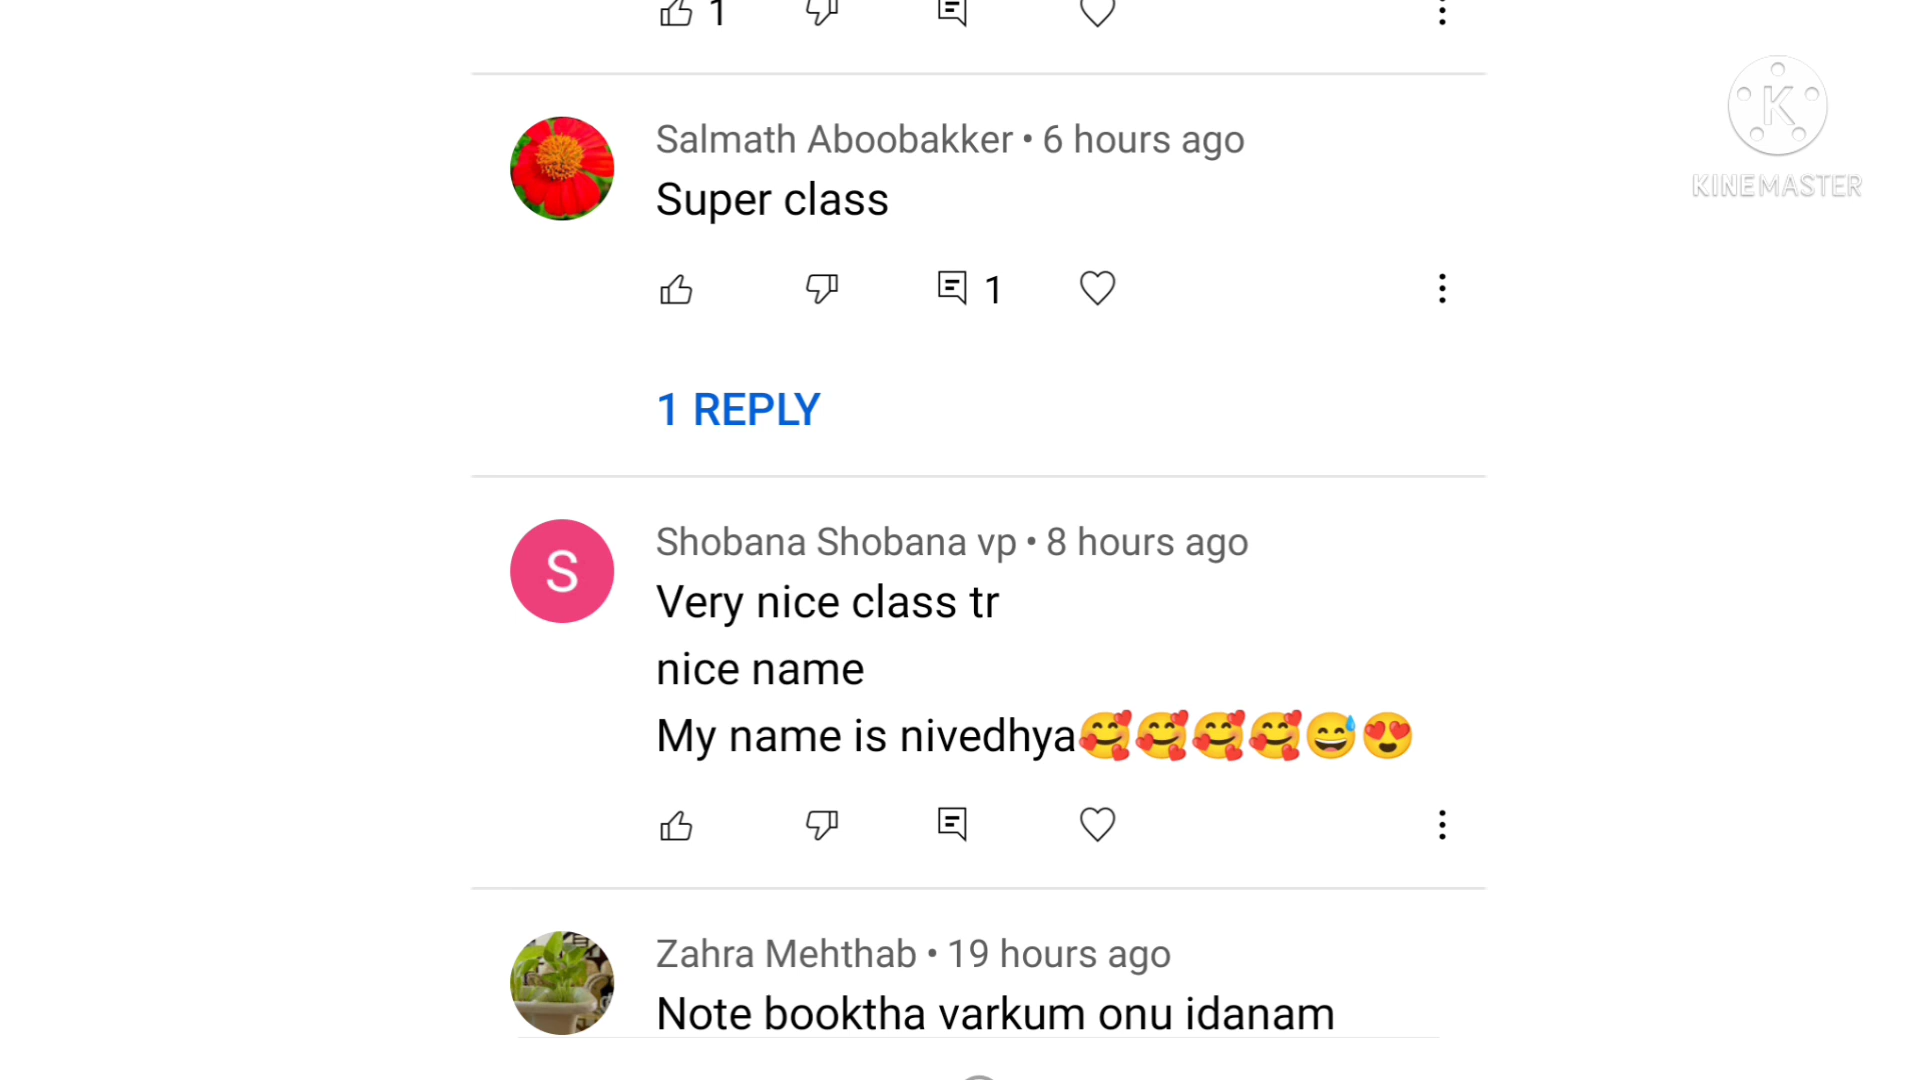 1
Salmath Aboobakker • 6 hours ago
Super class
1
1 REPLY
S
Shobana Shobana vp • 8 hours ago
Very nice class tr
nice name
My name is nivedhya🥰🥰🥰🥰😅😍
Zahra Mehthab • 19 hours ago
Note booktha varkum onu idanam
K
KINEMASTER